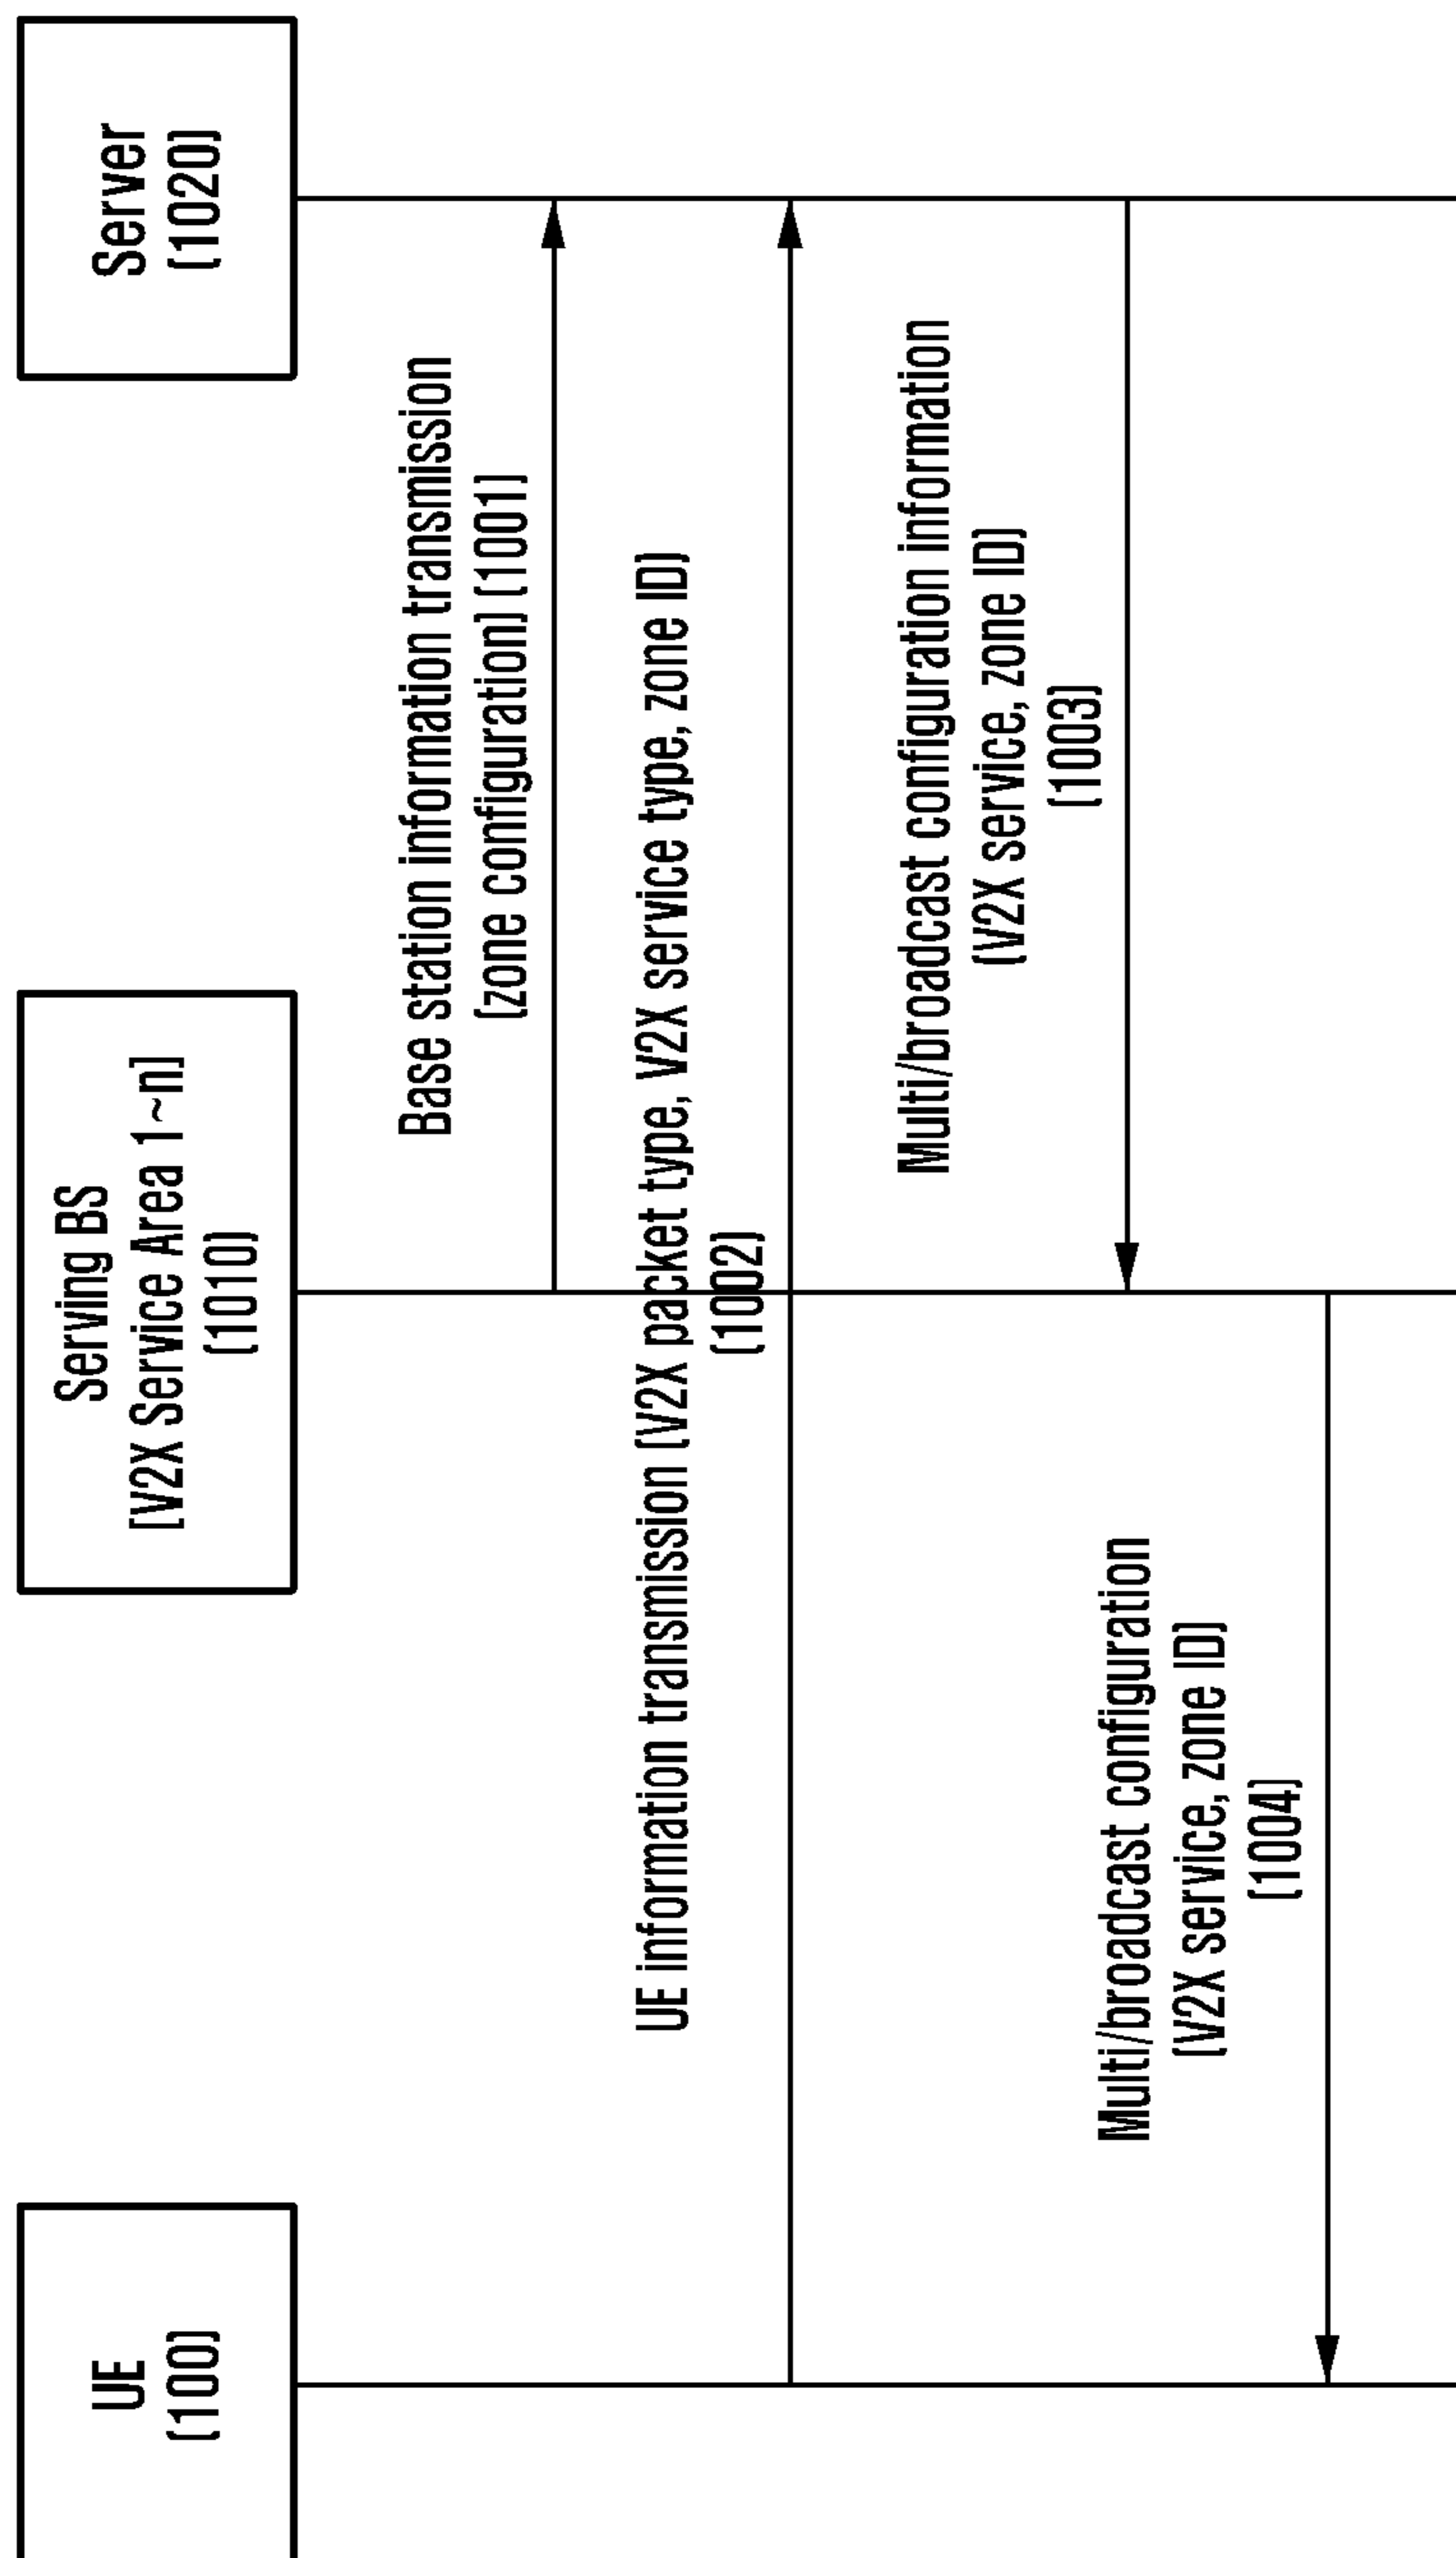 UE
(100)
Serving BS
(V2X Service Area 1~n)
(1010)
Server
(1020)
Base station information transmission
(zone configuration) (1001)
UE information transmission (V2X packet type, V2X service type, zone ID)
(1002)
Multi/broadcast configuration information
(V2X service, zone ID)
(1003)
Multi/broadcast configuration
(V2X service, zone ID)
(1004)